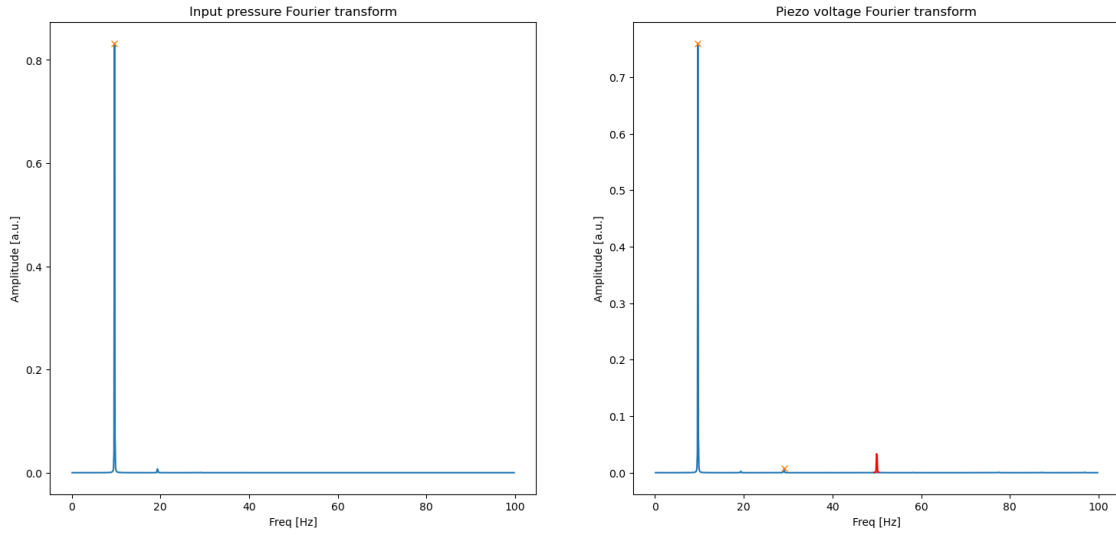 Input pressure Fourier transform
0.8
0.6
0.4
0.2
0.0
Amplitude [a.u.]
0 20 40 60 80 100
Freq [Hz]
Piezo voltage Fourier transform
0.7
0.6
0.5
0.4
0.3
0.2
0.1
0.0
Amplitude [a.u.]
0 20 40 60 80 100
Freq [Hz]